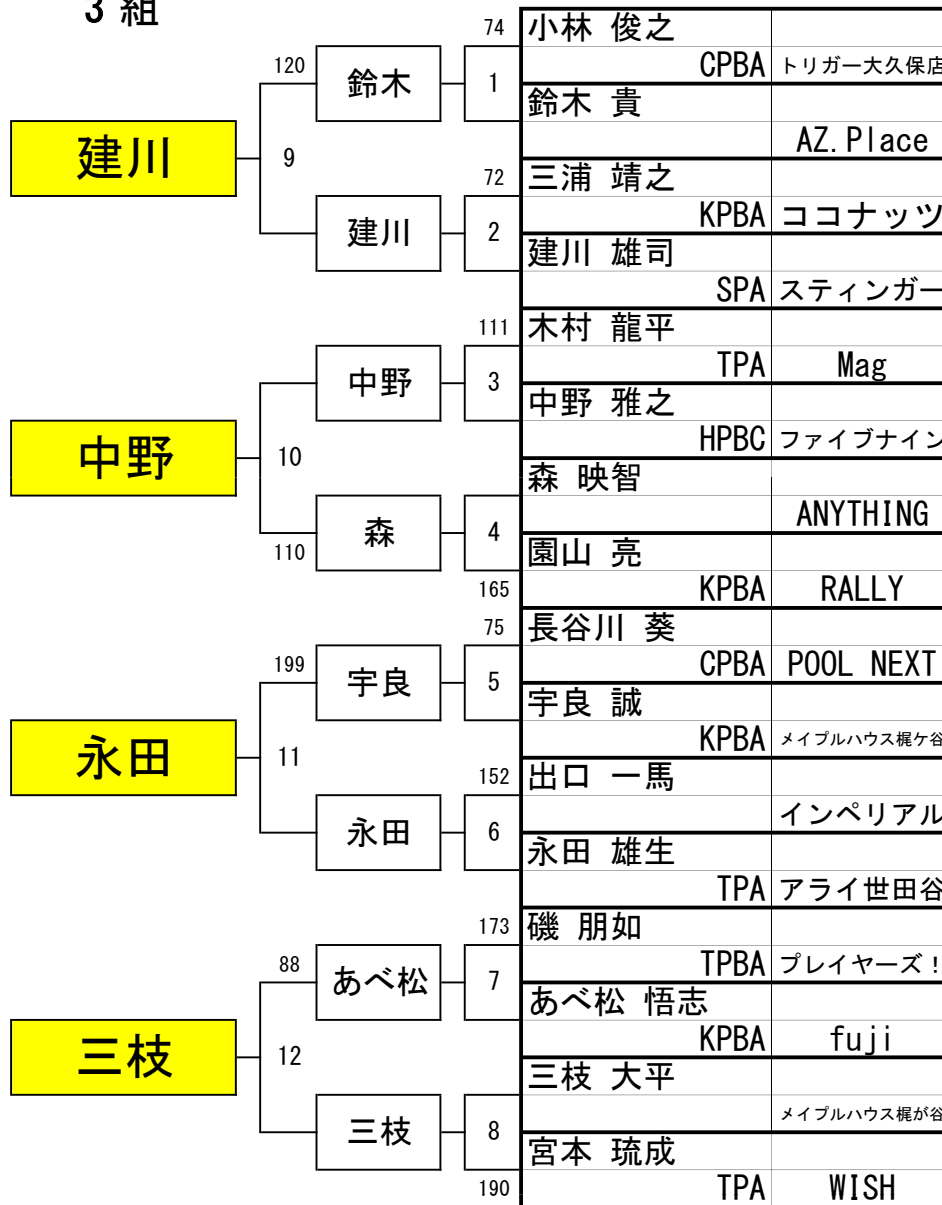 3 組
74 小林 俊之
120 鈴木 1 CPBA トリガー大久保店
鈴木 貴
建川 9 AZ.Place
72 三浦 靖之
建川 2 KPBA ココナッツ
建川 雄司
SPA スティンガー
111 木村 龍平
中野 3 TPA Mag
中野 雅之
中野 10 HPBC ファイブナイン
森 映智
110 森 4 ANYTHING
園山 亮
165 KPBA RALLY
75 長谷川 葵
199 宇良 5 CPBA POOL NEXT
宇良 誠
永田 11 KPBA メイプルハウス梶ケ谷
152 出口 一馬
永田 6 インペリアル
永田 雄生
TPA アライ世田谷
173 磯 朋如
88 あべ松 7 TPBA プレイヤーズ！
あべ松 悟志
三枝 12 KPBA fuji
三枝 大平
三枝 8 メイプルハウス梶が谷
宮本 琉成
190 TPA WISH